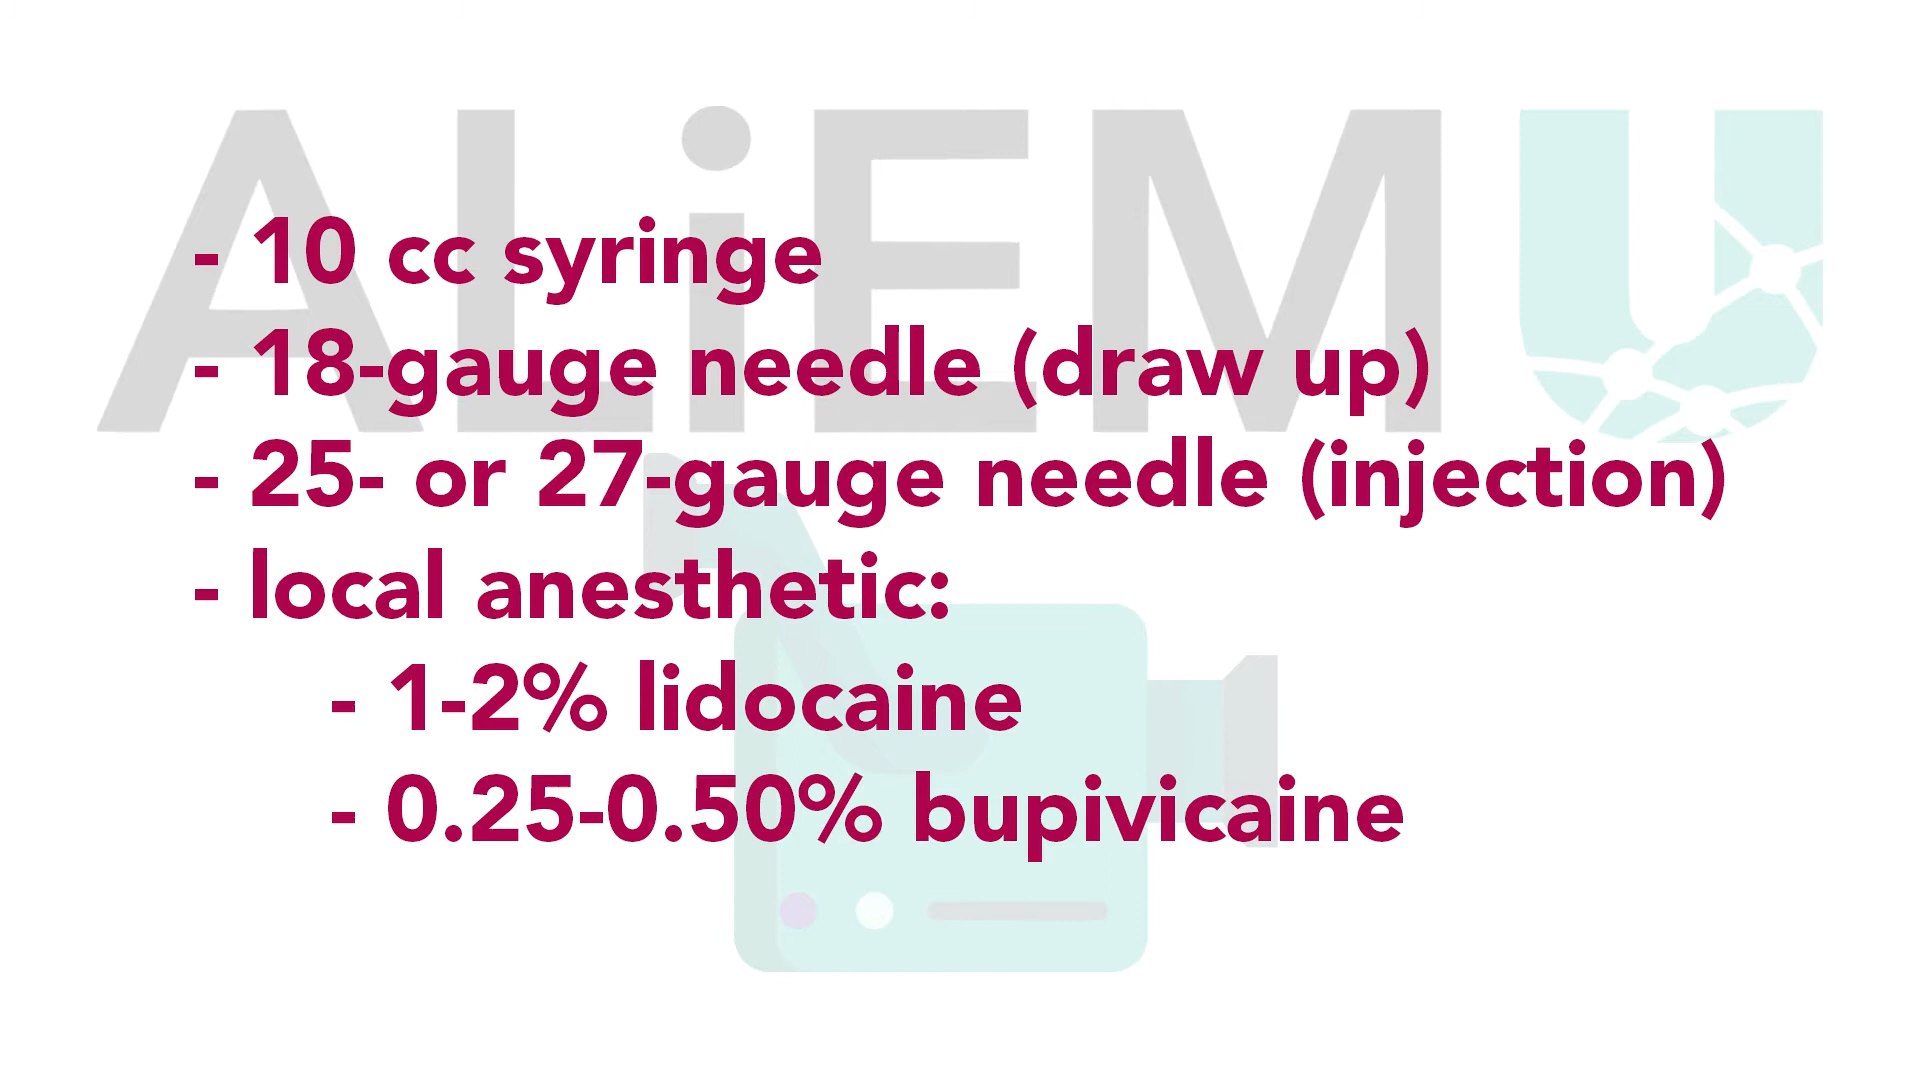 ALiEMU
- 10 cc syringe
- 18-gauge needle (draw up)
- 25- or 27-gauge needle (injection)
- local anesthetic:
- 1-2% lidocaine
- 0.25-0.50% bupivicaine